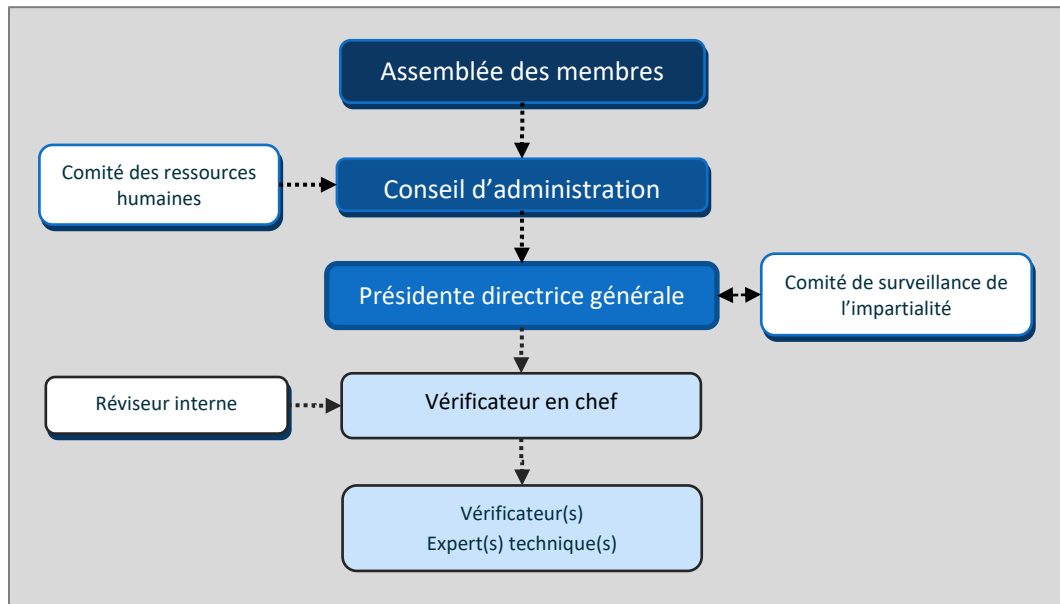 Assemblée des membres
Comité des ressources
humaines
Conseil d’administration
Présidente directrice générale
Comité de surveillance de
l’impartialité
Réviseur interne
Vérificateur en chef
Vérificateur(s)
Expert(s) technique(s)